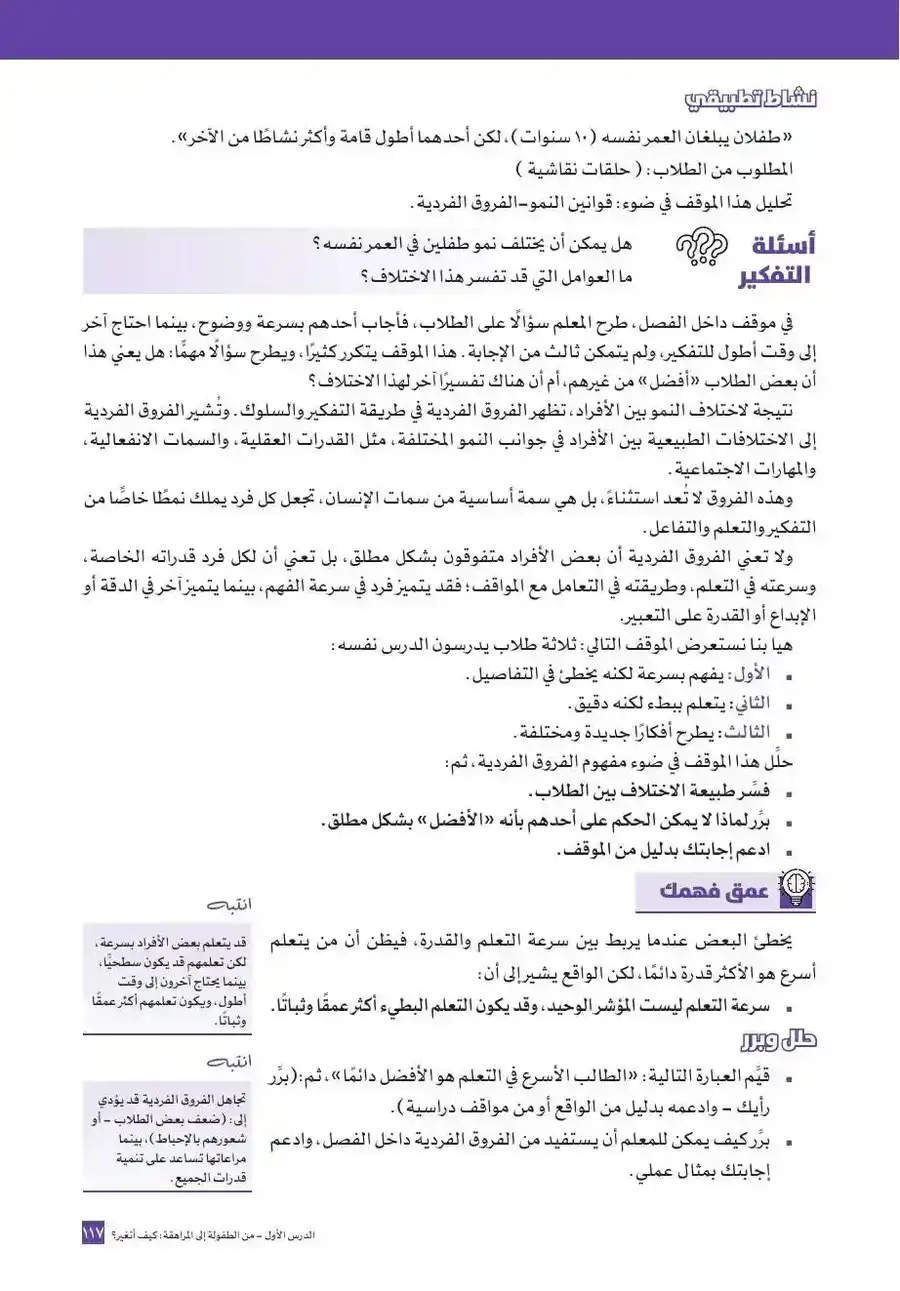 نشاط تطبيقي
«طفلان يبلغان العمر نفسه (١٠ سنوات)، لكن أحدهما أطول قامة وأكثر نشاطًا من الآخر».
المطلوب من الطلاب: ( حلقات نقاشية )
تحليل هذا الموقف في ضوء: قوانين النمو-الفروق الفردية.
أسئلة
التفكير
هل يمكن أن يختلف نمو طفلين في العمر نفسه؟
ما العوامل التي قد تفسر هذا الاختلاف؟
في موقف داخل الفصل، طرح المعلم سؤالًا على الطلاب، فأجاب أحدهم بسرعة ووضوح، بينما احتاج آخر
إلى وقت أطول للتفكير، ولم يتمكن ثالث من الإجابة. هذا الموقف يتكرر كثيرًا، ويطرح سؤالًا مهمًّا: هل يعني هذا
أن بعض الطلاب «أفضل» من غيرهم، أم أن هناك تفسيرًا آخر لهذا الاختلاف؟
نتيجة لاختلاف النمو بين الأفراد، تظهر الفروق الفردية في طريقة التفكير والسلوك. وتُشير الفروق الفردية
إلى الاختلافات الطبيعية بين الأفراد في جوانب النمو المختلفة، مثل القدرات العقلية، والسمات الانفعالية،
والمهارات الاجتماعية.
وهذه الفروق لا تُعد استثناءً، بل هي سمة أساسية من سمات الإنسان، تجعل كل فرد يملك نمطًا خاصًّا من
التفكير والتعلم والتفاعل.
ولا تعني الفروق الفردية أن بعض الأفراد متفوقون بشكل مطلق، بل تعني أن لكل فرد قدراته الخاصة،
وسرعته في التعلم، وطريقته في التعامل مع المواقف؛ فقد يتميز فرد في سرعة الفهم، بينما يتميز آخر في الدقة أو
الإبداع أو القدرة على التعبير.
هيا بنا نستعرض الموقف التالي: ثلاثة طلاب يدرسون الدرس نفسه:
▪ الأول: يفهم بسرعة لكنه يخطئ في التفاصيل.
▪ الثاني: يتعلم ببطء لكنه دقيق.
▪ الثالث: يطرح أفكارًا جديدة ومختلفة.
حلِّل هذا الموقف في ضوء مفهوم الفروق الفردية، ثم:
▪ فسِّر طبيعة الاختلاف بين الطلاب.
▪ برِّر لماذا لا يمكن الحكم على أحدهم بأنه «الأفضل» بشكل مطلق.
▪ ادعم إجابتك بدليل من الموقف.
عمق فهمك
يخطئ البعض عندما يربط بين سرعة التعلم والقدرة، فيظن أن من يتعلم
أسرع هو الأكثر قدرة دائمًا، لكن الواقع يشير إلى أن:
▪ سرعة التعلم ليست المؤشر الوحيد، وقد يكون التعلم البطيء أكثر عمقًا وثباتًا.
انتبه
قد يتعلم بعض الأفراد بسرعة،
لكن تعلمهم قد يكون سطحيًّا،
بينما يحتاج آخرون إلى وقت
أطول، ويكون تعلمهم أكثر عمقًا
وثباتًا.
حلل وبرر
▪ قيِّم العبارة التالية: «الطالب الأسرع في التعلم هو الأفضل دائمًا»، ثم:(برِّر
رأيك – وادعمه بدليل من الواقع أو من مواقف دراسية).
▪ برِّر كيف يمكن للمعلم أن يستفيد من الفروق الفردية داخل الفصل، وادعم
إجابتك بمثال عملي.
انتبه
تجاهل الفروق الفردية قد يؤدي
إلى: (ضعف بعض الطلاب – أو
شعورهم بالإحباط)، بينما
مراعاتها تساعد على تنمية
قدرات الجميع.
الدرس الأول – من الطفولة إلى المراهقة: كيف أتغير؟ ١١٧